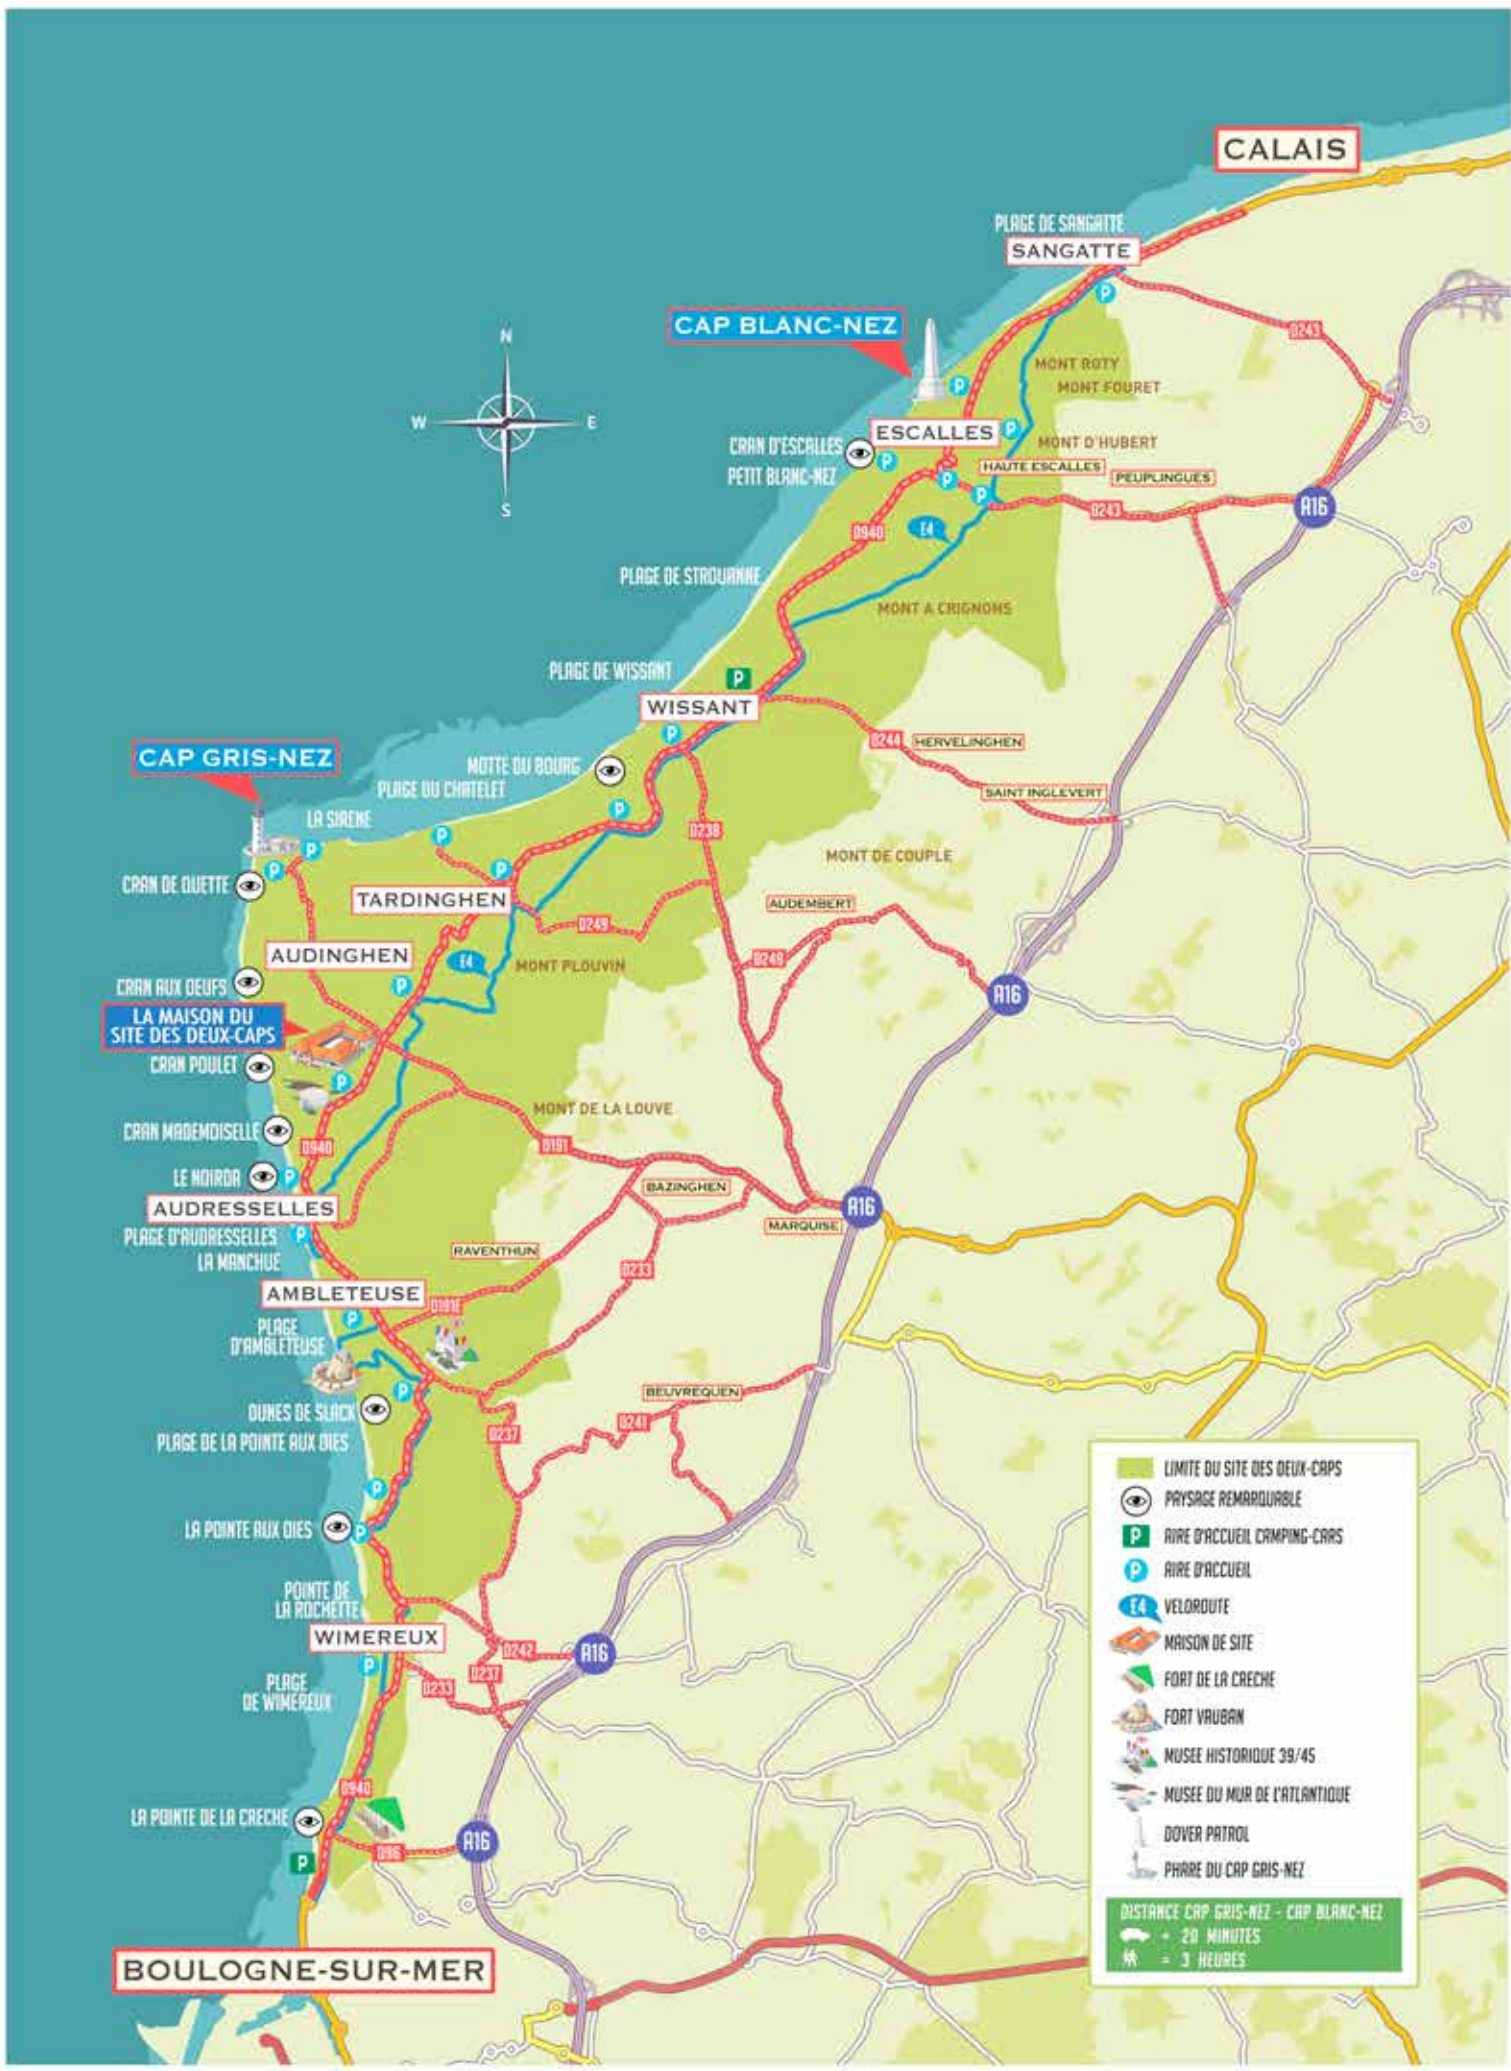 CALAIS
PLAGE DE SANGATTE
SANGATTE
CAP BLANC-NEZ
D243
MONT ROTY
MONT FOURET
N
W
E
S
ESCALLES
CRAN D'ESCALLES
PETIT BLANC-NEZ
MONT D'HUBERT
HAUTE ESCALLES
PEUPLINGUES
D243
A16
D940
E4
PLAGE DE STROUANNE
MONT A CRIGNONS
PLAGE DE WISSANT
P
WISSANT
D244
HERVELINGHEN
SAINT INGLEVERT
CAP GRIS-NEZ
MOTTE DU BOURG
PLAGE DU CHATELET
LA SIRENE
D238
MONT DE COUPLE
CRAN DE QUETTE
TARDINGHEN
AUDEMBERT
D249
D249
AUDINGHEN
E4
MONT PLOUVIN
CRAN AUX OEUFS
A16
LA MAISON DU
SITE DES DEUX-CAPS
CRAN POULET
MONT DE LA LOUVE
CRAN MADEMOISELLE
D940
D191
LE NOIRDA
BAZINGHEN
AUDRESSELLES
MARQUISE
A16
PLAGE D'AUDRESSELLES
LA MANCHUE
RAVENTHUN
D233
AMBLETEUSE
D191E
PLAGE
D'AMBLETEUSE
BEUVREQUEN
DUNES DE SLACK
D241
D237
PLAGE DE LA POINTE AUX OIES
LA POINTE AUX OIES
POINTE DE
LA ROCHETTE
WIMEREUX
D242
A16
D237
D233
PLAGE
DE WIMEREUX
D940
LA POINTE DE LA CRECHE
D96
A16
P
BOULOGNE-SUR-MER
LIMITE DU SITE DES DEUX-CAPS
PAYSAGE REMARQUABLE
P AIRE D'ACCUEIL CAMPING-CARS
P AIRE D'ACCUEIL
E4 VELOROUTE
MAISON DE SITE
FORT DE LA CRECHE
FORT VAUBAN
MUSEE HISTORIQUE 39/45
MUSEE DU MUR DE L'ATLANTIQUE
DOVER PATROL
PHARE DU CAP GRIS-NEZ
DISTANCE CAP GRIS-NEZ - CAP BLANC-NEZ
= 20 MINUTES
= 3 HEURES